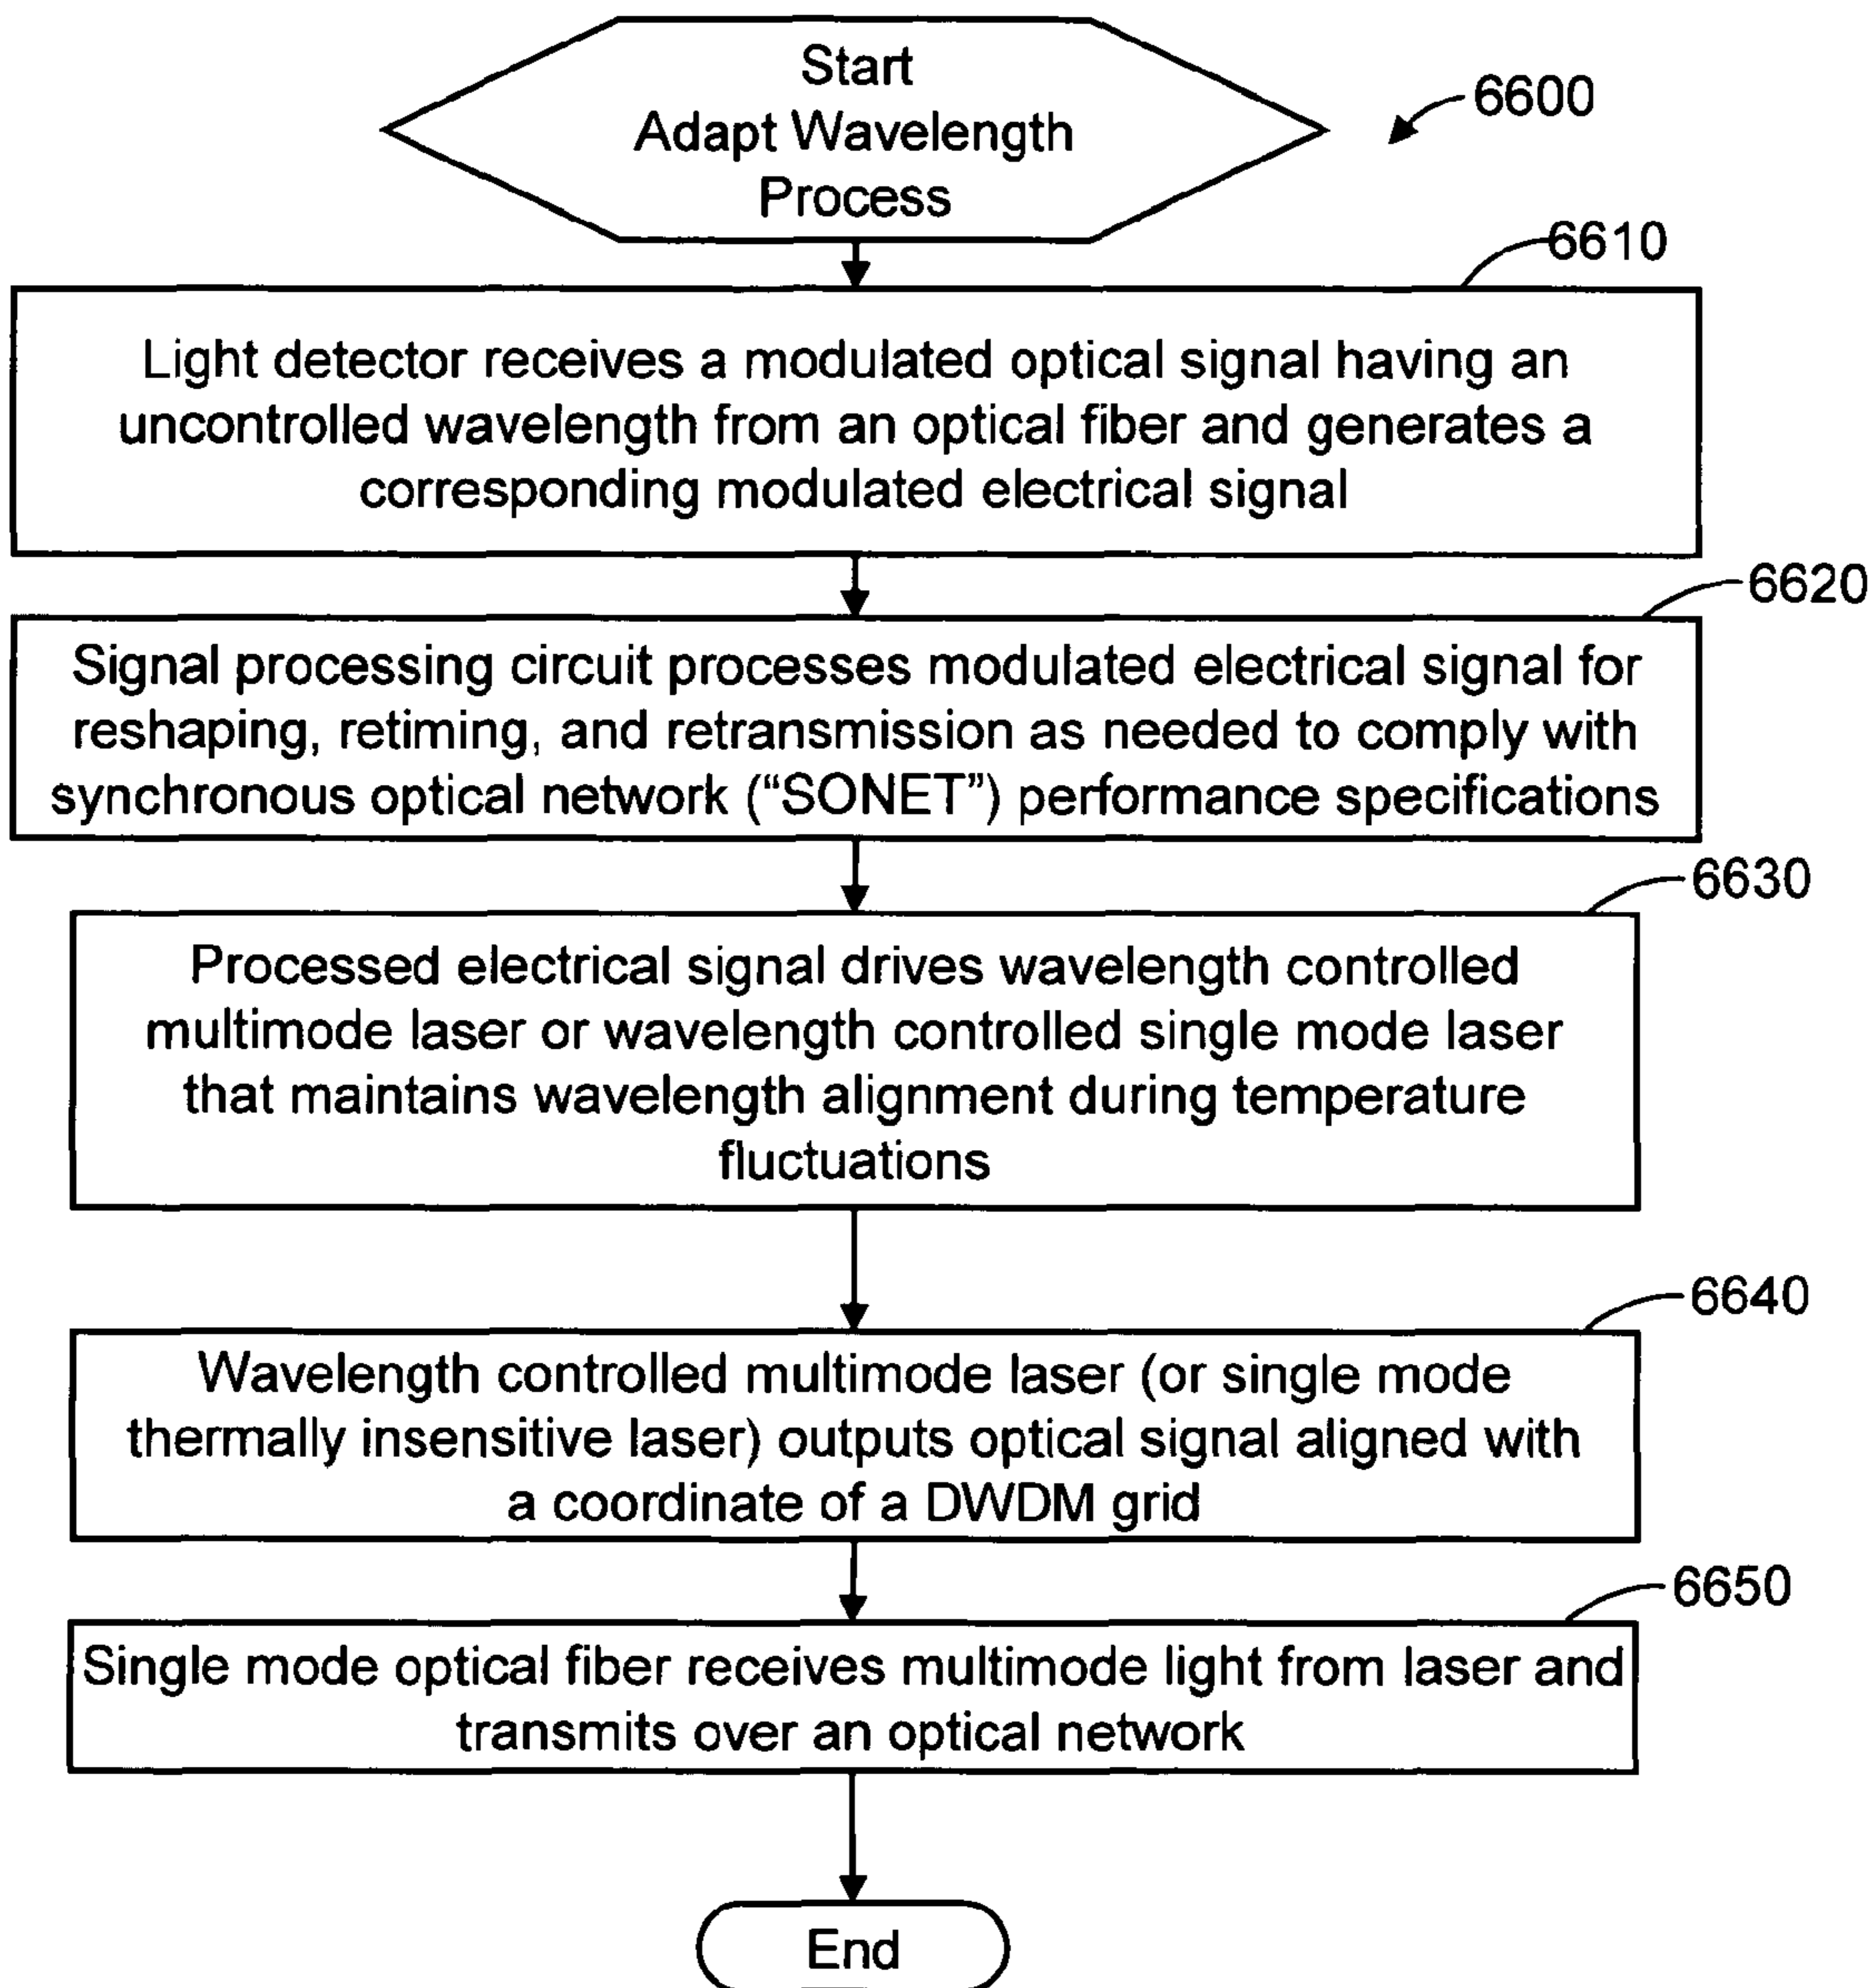 Start
Adapt Wavelength
Process
6600
6610
Light detector receives a modulated optical signal having an
uncontrolled wavelength from an optical fiber and generates a
corresponding modulated electrical signal
6620
Signal processing circuit processes modulated electrical signal for
reshaping, retiming, and retransmission as needed to comply with
synchronous optical network (“SONET”) performance specifications
6630
Processed electrical signal drives wavelength controlled
multimode laser or wavelength controlled single mode laser
that maintains wavelength alignment during temperature
fluctuations
6640
Wavelength controlled multimode laser (or single mode
thermally insensitive laser) outputs optical signal aligned with
a coordinate of a DWDM grid
6650
Single mode optical fiber receives multimode light from laser and
transmits over an optical network
End